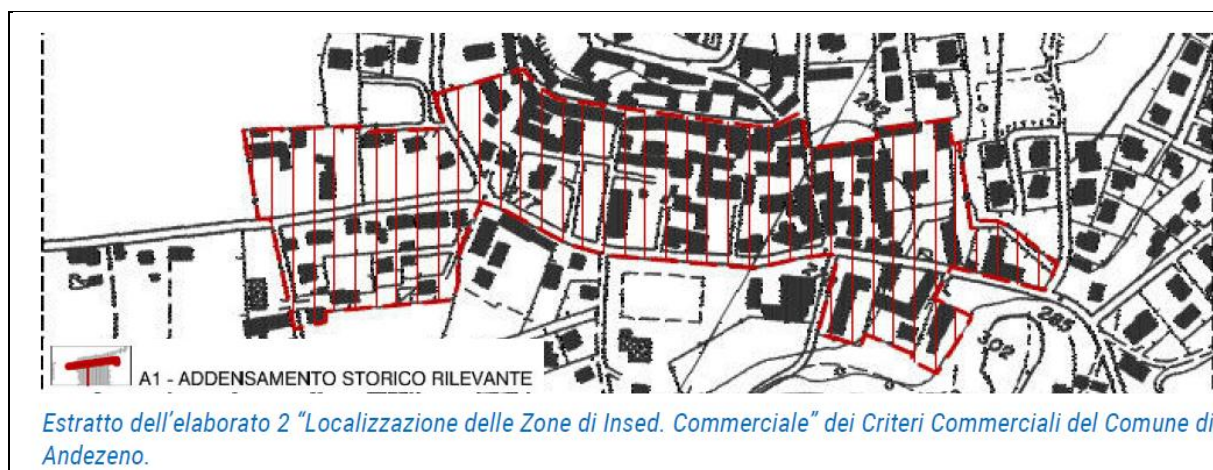 282
277
285
302
A1 - ADDENSAMENTO STORICO RILEVANTE
Estratto dell'elaborato 2 “Localizzazione delle Zone di Insed. Commerciale” dei Criteri Commerciali del Comune di
Andezeno.